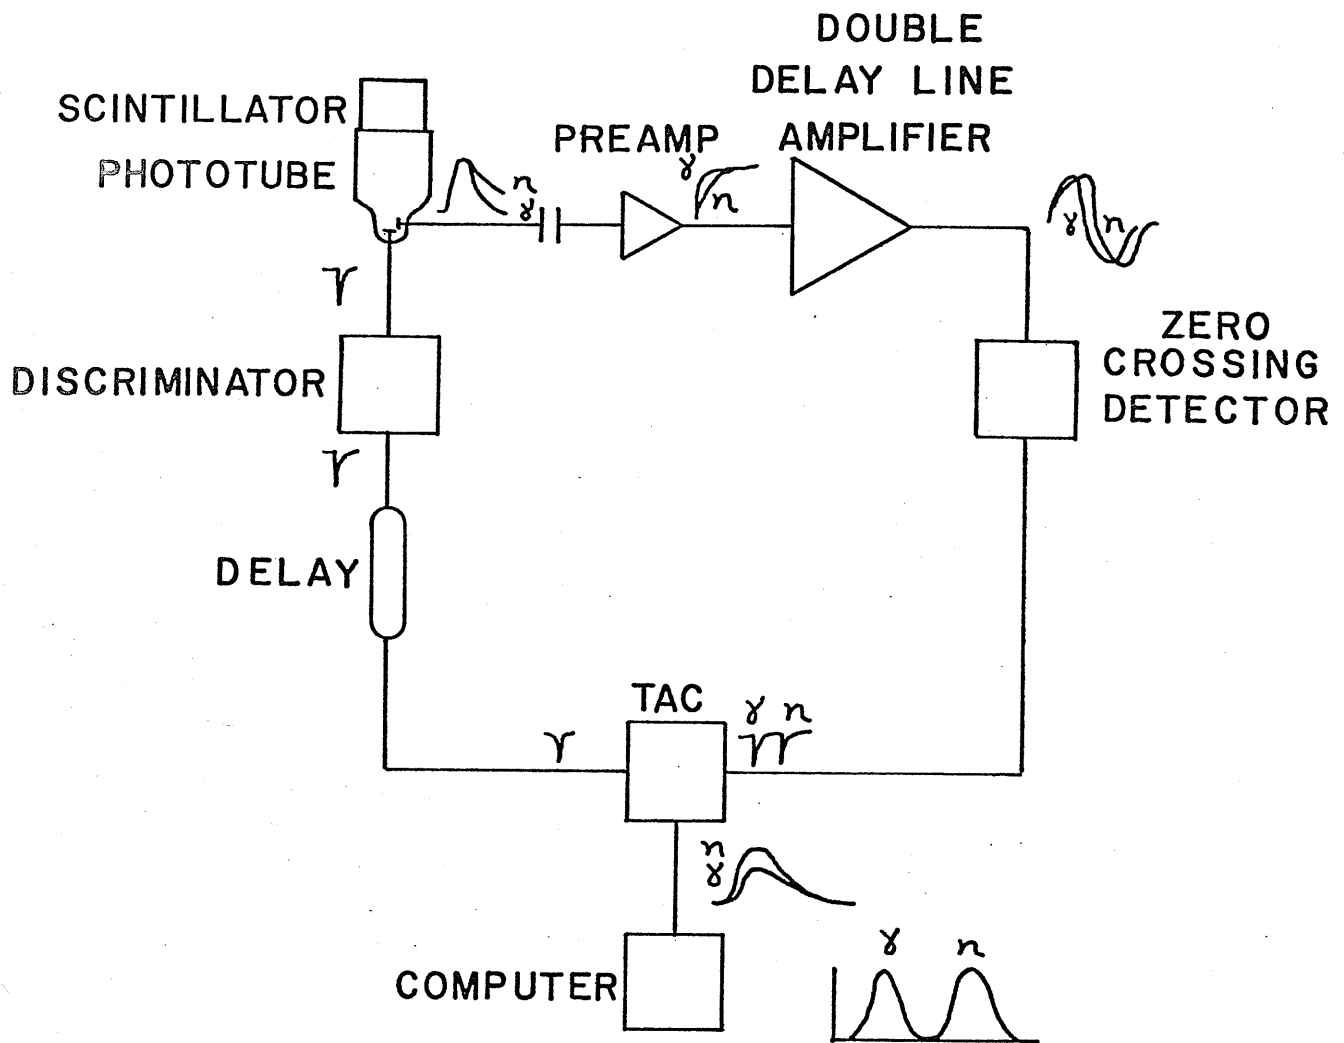 DOUBLE
DELAY LINE
AMPLIFIER
SCINTILLATOR
PHOTOTUBE
PREAMP
n
γ
γ
n
γ n
DISCRIMINATOR
ZERO
CROSSING
DETECTOR
DELAY
TAC
γ n
n
γ
COMPUTER
γ n